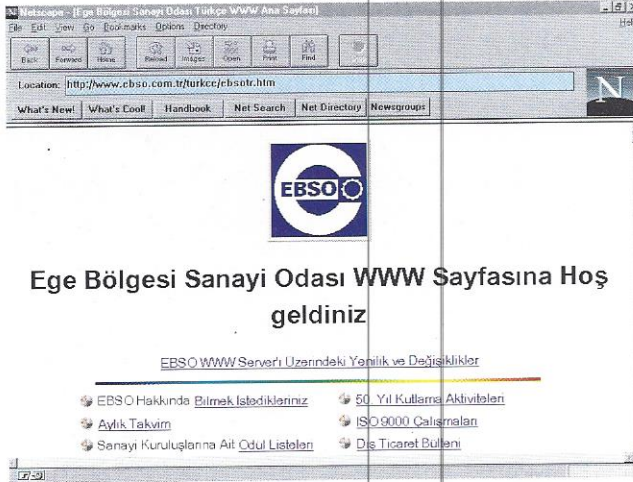 Netscape - [Ege Bölgesi Sanayi Odası Türkçe WWW Ana Sayfası]
File Edit View Go Bookmarks Options Directory Hel
Back Forward Home Reload Images Open Print Find
Location: http://www.ebso.com.tr/turkce/ebsotr.htm
What's New! What's Cool! Handbook Net Search Net Directory Newsgroups
N
EBSO
Ege Bölgesi Sanayi Odası WWW Sayfasına Hoş
geldiniz
EBSO WWW Server'ı Üzerindeki Yenilik ve Değişiklikler
EBSO Hakkında Bilmek İstedikleriniz
50. Yıl Kutlama Aktiviteleri
Aylık Takvim
ISO 9000 Çalışmaları
Sanayi Kuruluşlarına Ait Ödül Listeleri
Dış Ticaret Bülteni